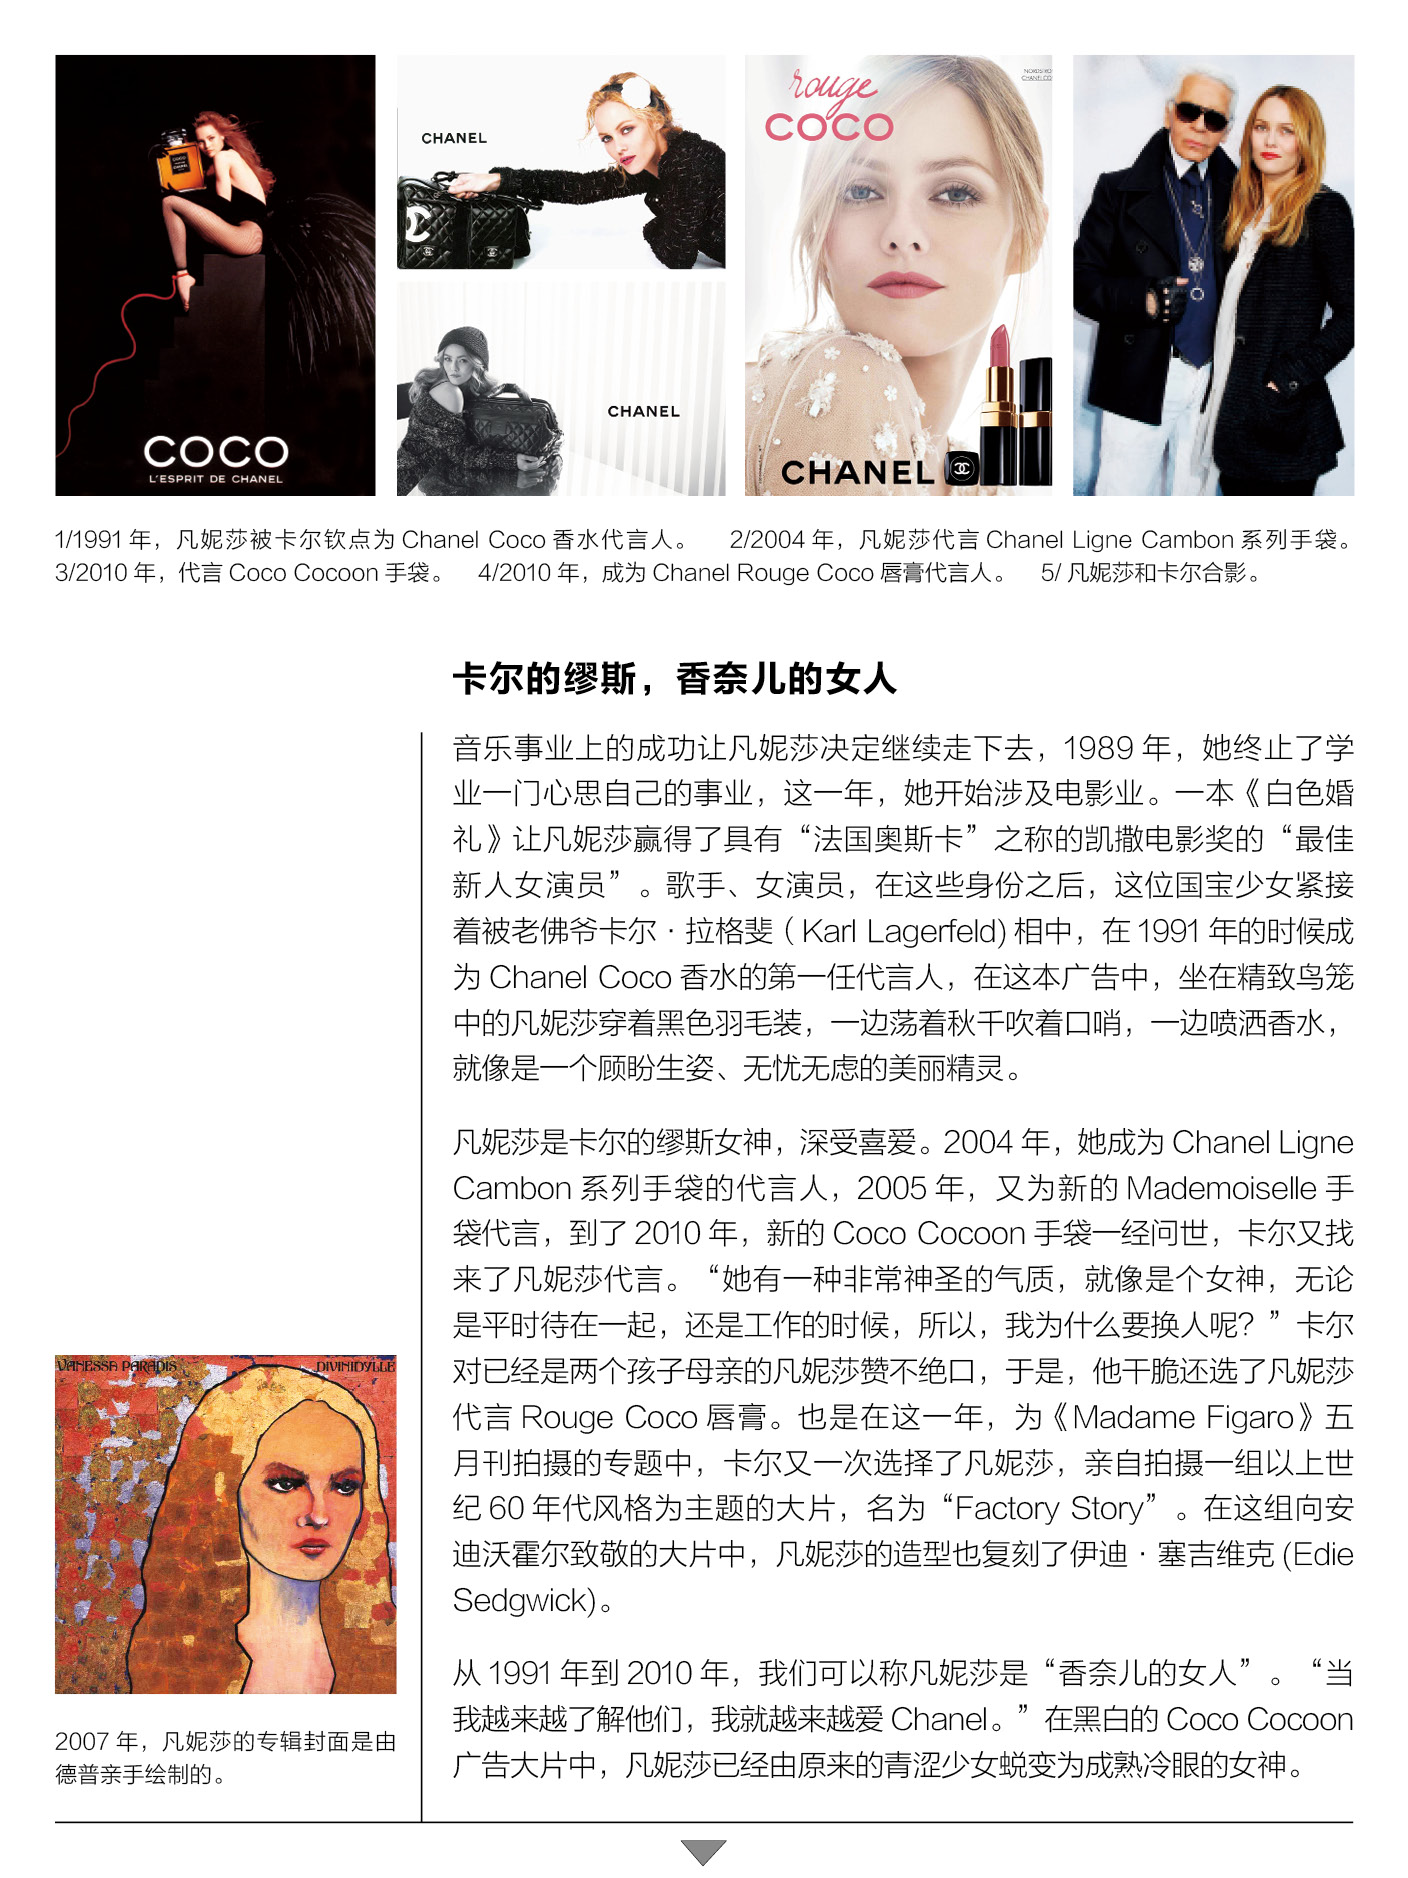 COCO
COCO
CHANEL
L'ESPRIT DE CHANEL
CHANEL
CHANEL
rouge
COCO
CHANEL
1/1991 年，凡妮莎被卡尔钦点为 Chanel Coco 香水代言人。 2/2004 年，凡妮莎代言 Chanel Ligne Cambon 系列手袋。
3/2010 年，代言 Coco Cocoon 手袋。 4/2010 年，成为 Chanel Rouge Coco 唇膏代言人。 5/ 凡妮莎和卡尔合影。
卡尔的缪斯，香奈儿的女人
音乐事业上的成功让凡妮莎决定继续走下去，1989 年，她终止了学
业一门心思自己的事业，这一年，她开始涉及电影业。一本《白色婚
礼》让凡妮莎赢得了具有“法国奥斯卡”之称的凯撒电影奖的“最佳
新人女演员”。歌手、女演员，在这些身份之后，这位国宝少女紧接
着被老佛爷卡尔·拉格斐（Karl Lagerfeld)相中，在1991年的时候成
为 Chanel Coco 香水的第一任代言人，在这本广告中，坐在精致鸟笼
中的凡妮莎穿着黑色羽毛装，一边荡着秋千吹着口哨，一边喷洒香水，
就像是一个顾盼生姿、无忧无虑的美丽精灵。
凡妮莎是卡尔的缪斯女神，深受喜爱。2004 年，她成为 Chanel Ligne
Cambon 系列手袋的代言人，2005 年，又为新的 Mademoiselle 手
袋代言，到了 2010 年，新的 Coco Cocoon 手袋一经问世，卡尔又找
来了凡妮莎代言。“她有一种非常神圣的气质，就像是个女神，无论
是平时待在一起，还是工作的时候，所以，我为什么要换人呢？”卡尔
对已经是两个孩子母亲的凡妮莎赞不绝口，于是，他干脆还选了凡妮莎
代言 Rouge Coco 唇膏。也是在这一年，为《Madame Figaro》五
月刊拍摄的专题中，卡尔又一次选择了凡妮莎，亲自拍摄一组以上世
纪 60 年代风格为主题的大片，名为“Factory Story”。在这组向安
迪沃霍尔致敬的大片中，凡妮莎的造型也复刻了伊迪·塞吉维克 (Edie
Sedgwick)。
从 1991 年到 2010 年，我们可以称凡妮莎是“香奈儿的女人”。“当
我越来越了解他们，我就越来越爱 Chanel。”在黑白的 Coco Cocoon
广告大片中，凡妮莎已经由原来的青涩少女蜕变为成熟冷眼的女神。
VANESSA PARADIS DIVINIDYLLE
2007 年，凡妮莎的专辑封面是由
德普亲手绘制的。